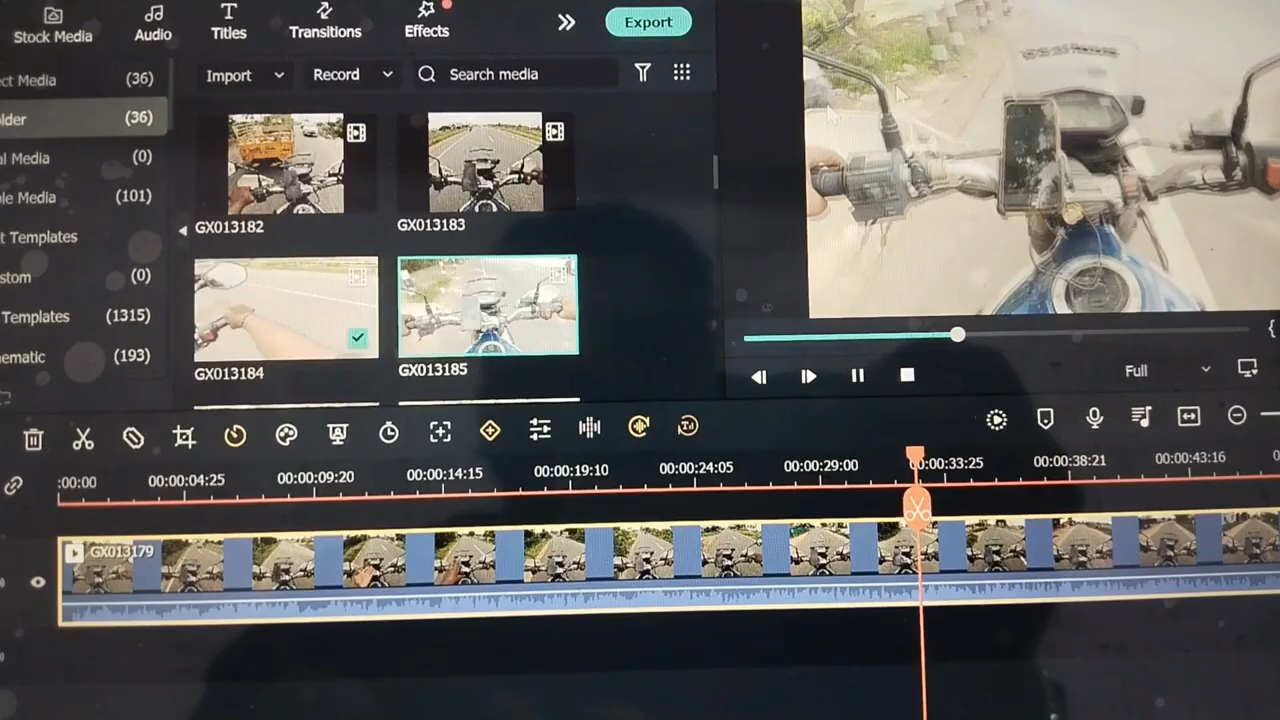 Stock Media
Audio
Titles
Transitions
Effects
Export
ct Media (36)
lder (36)
al Media (0)
le Media (101)
t Templates
stom (0)
Templates (1315)
ematic (193)
Import
Record
Search media
GX013182
GX013183
GX013184
GX013185
Full
:00:00
00:00:04:25
00:00:09:20
00:00:14:15
00:00:19:10
00:00:24:05
00:00:29:00
00:00:33:25
00:00:38:21
00:00:43:16
GX013179